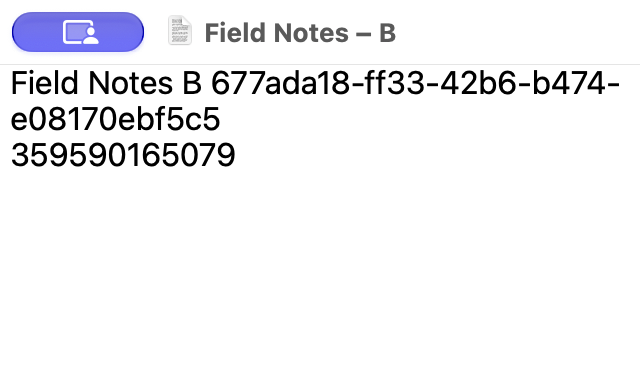 Field Notes – B
Field Notes B 677ada18-ff33-42b6-b474-
e08170ebf5c5
359590165079